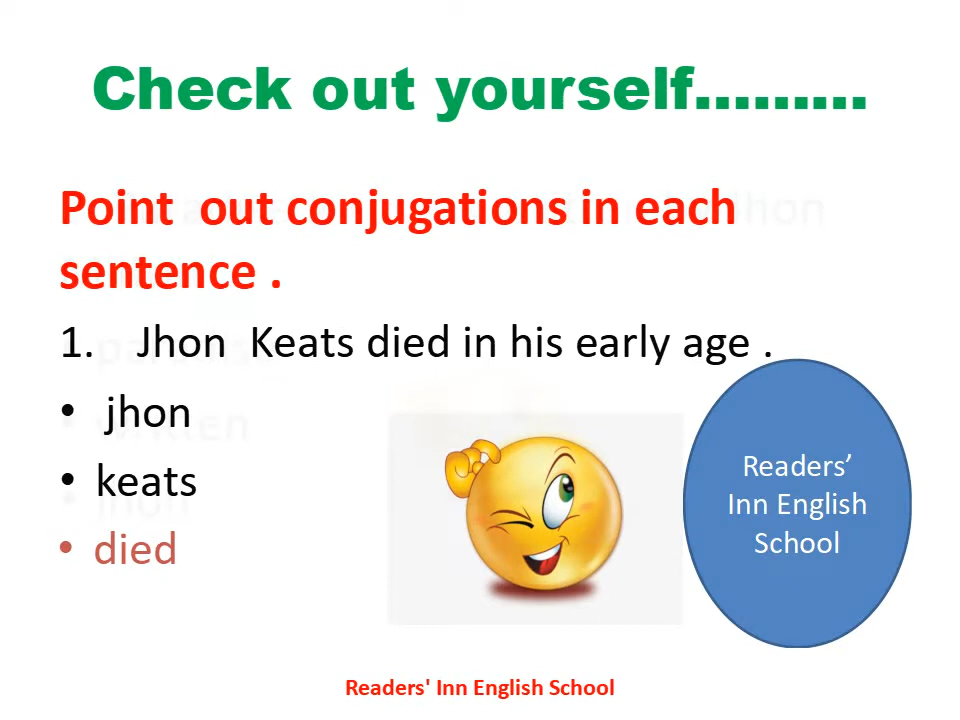 Check out yourself.........
Point out conjugations in each
sentence .
1. Jhon Keats died in his early age .
• jhon
• keats
• died
Readers’
Inn English
School
Readers' Inn English School